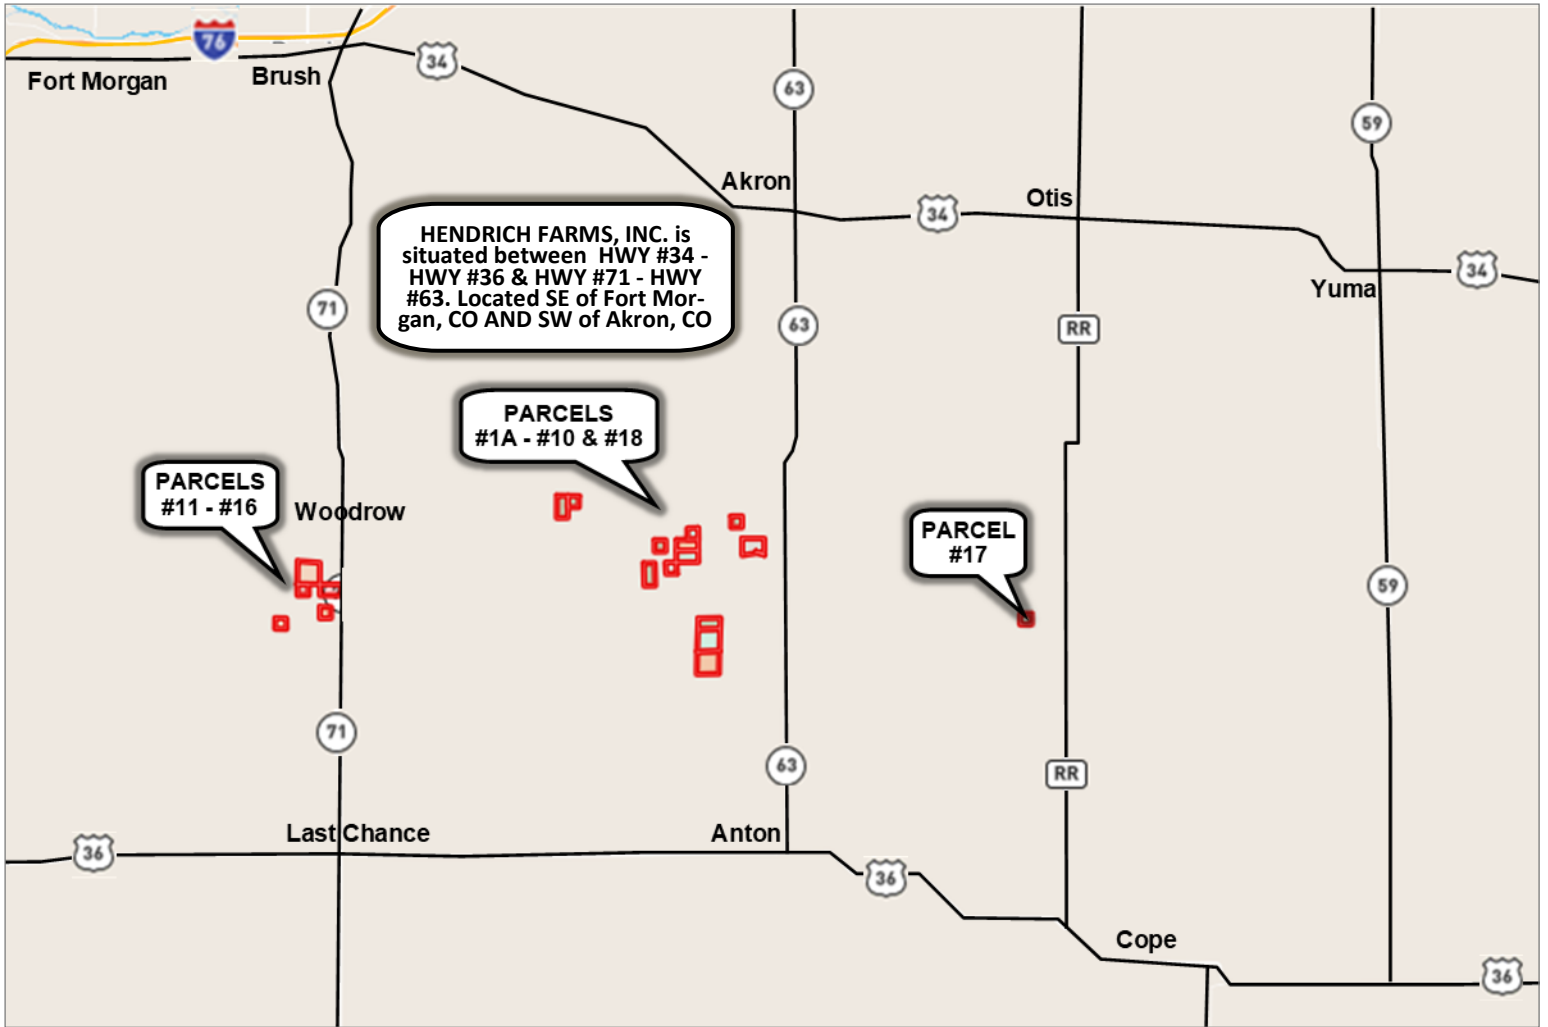 76
Fort Morgan
Brush
34
63
59
Akron
Otis
34
34
Yuma
HENDRICH FARMS, INC. is
situated between HWY #34 -
HWY #36 & HWY #71 - HWY
#63. Located SE of Fort Mor-
gan, CO AND SW of Akron, CO
71
63
RR
PARCELS
#1A - #10 & #18
PARCELS
#11 - #16
Woodrow
PARCEL
#17
59
71
63
RR
Last Chance
Anton
36
36
Cope
36